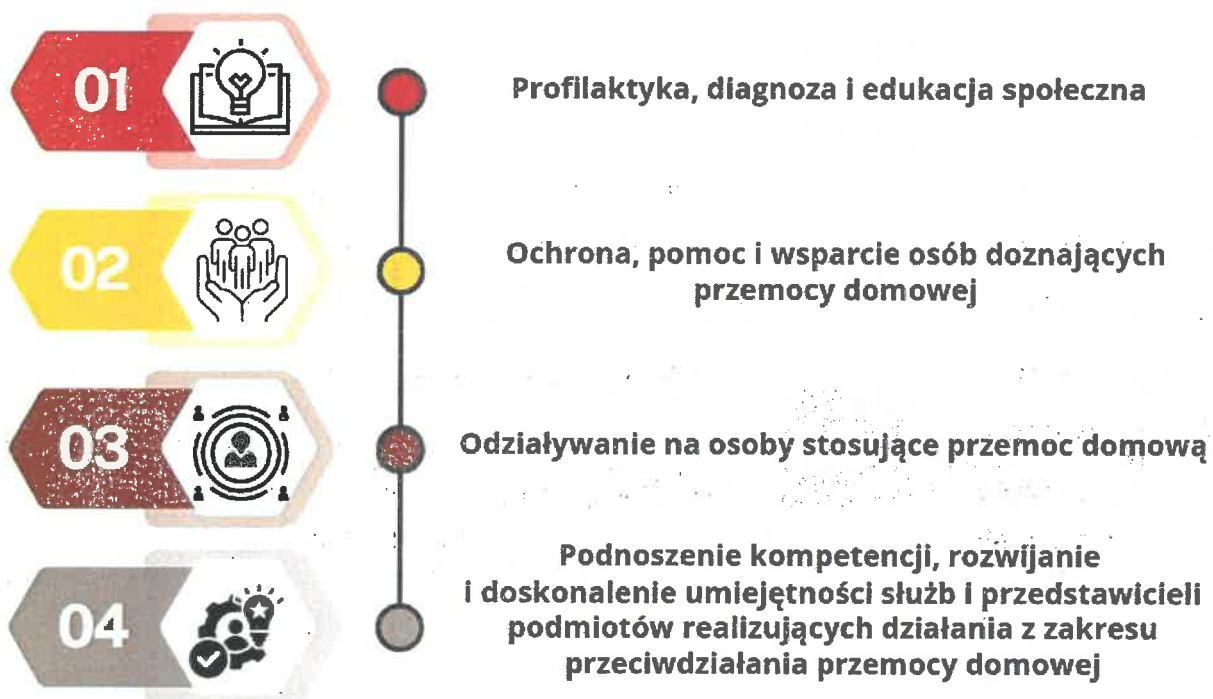 01
Profilaktyka, diagnoza i edukacja społeczna
02
Ochrona, pomoc i wsparcie osób doznających
przemocy domowej
03
Odziaływanie na osoby stosujące przemoc domową
04
Podnoszenie kompetencji, rozwijanie
i doskonalenie umiejętności służb i przedstawicieli
podmiotów realizujących działania z zakresu
przeciwdziałania przemocy domowej